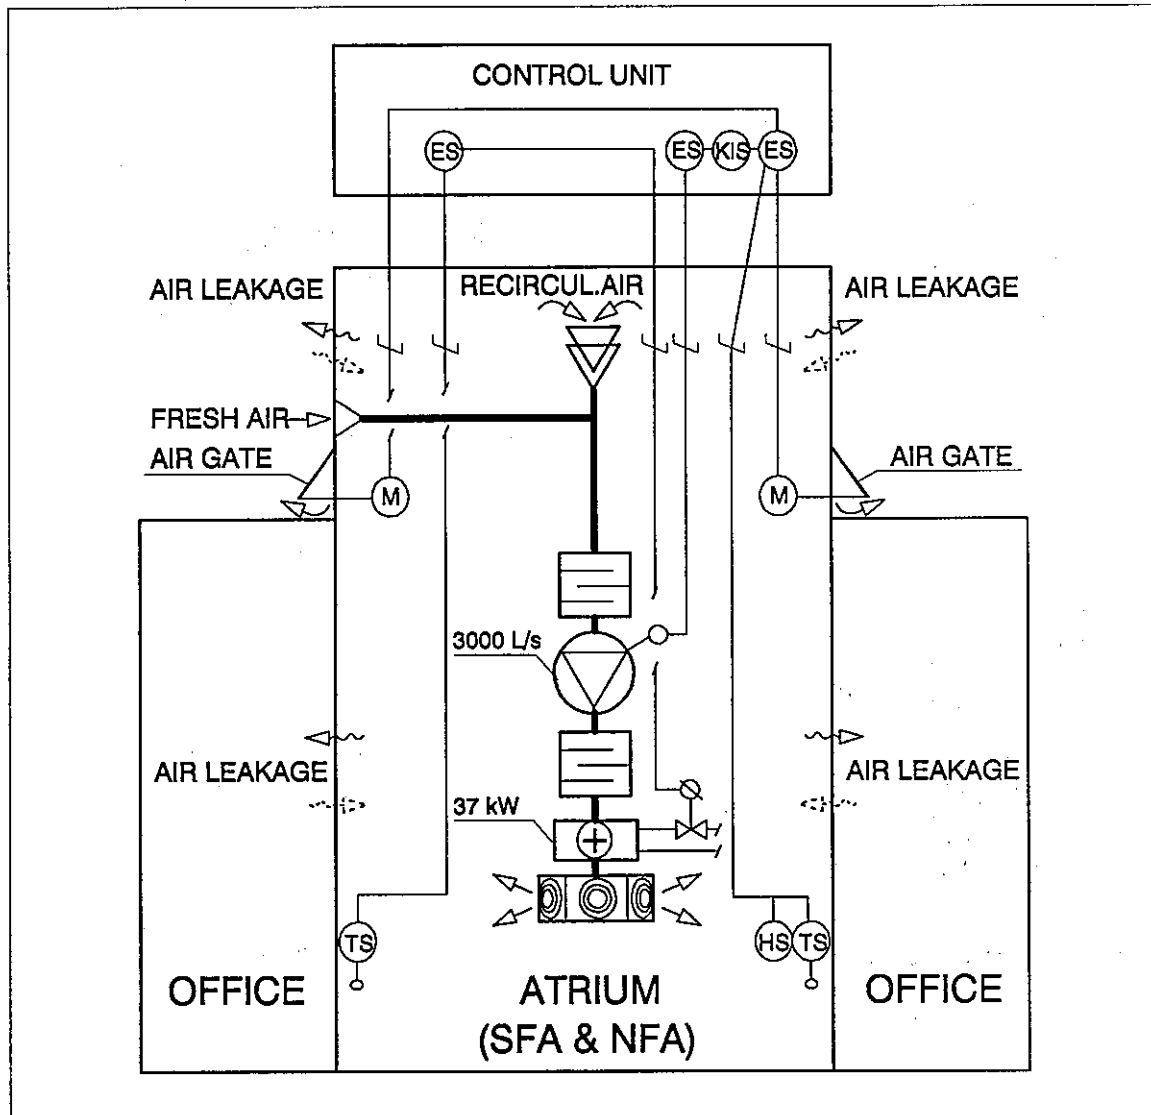 CONTROL UNIT
ES
ES
KIS
ES
AIR LEAKAGE
RECIRCUL.AIR
AIR LEAKAGE
FRESH AIR
AIR GATE
AIR GATE
M
M
3000 L/s
AIR LEAKAGE
AIR LEAKAGE
37 kW
TS
HS
TS
OFFICE
ATRIUM
OFFICE
(SFA & NFA)